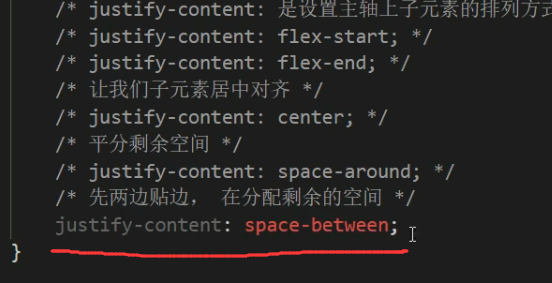 /* justify-content: 是设置主轴上子元素的排列方式
/* justify-content: flex-start; */
/* justify-content: flex-end; */
/* 让我们子元素居中对齐 */
/* justify-content: center; */
/* 平分剩余空间 */
/* justify-content: space-around; */
/* 先两边贴边， 在分配剩余的空间 */
justify-content: space-between;
}